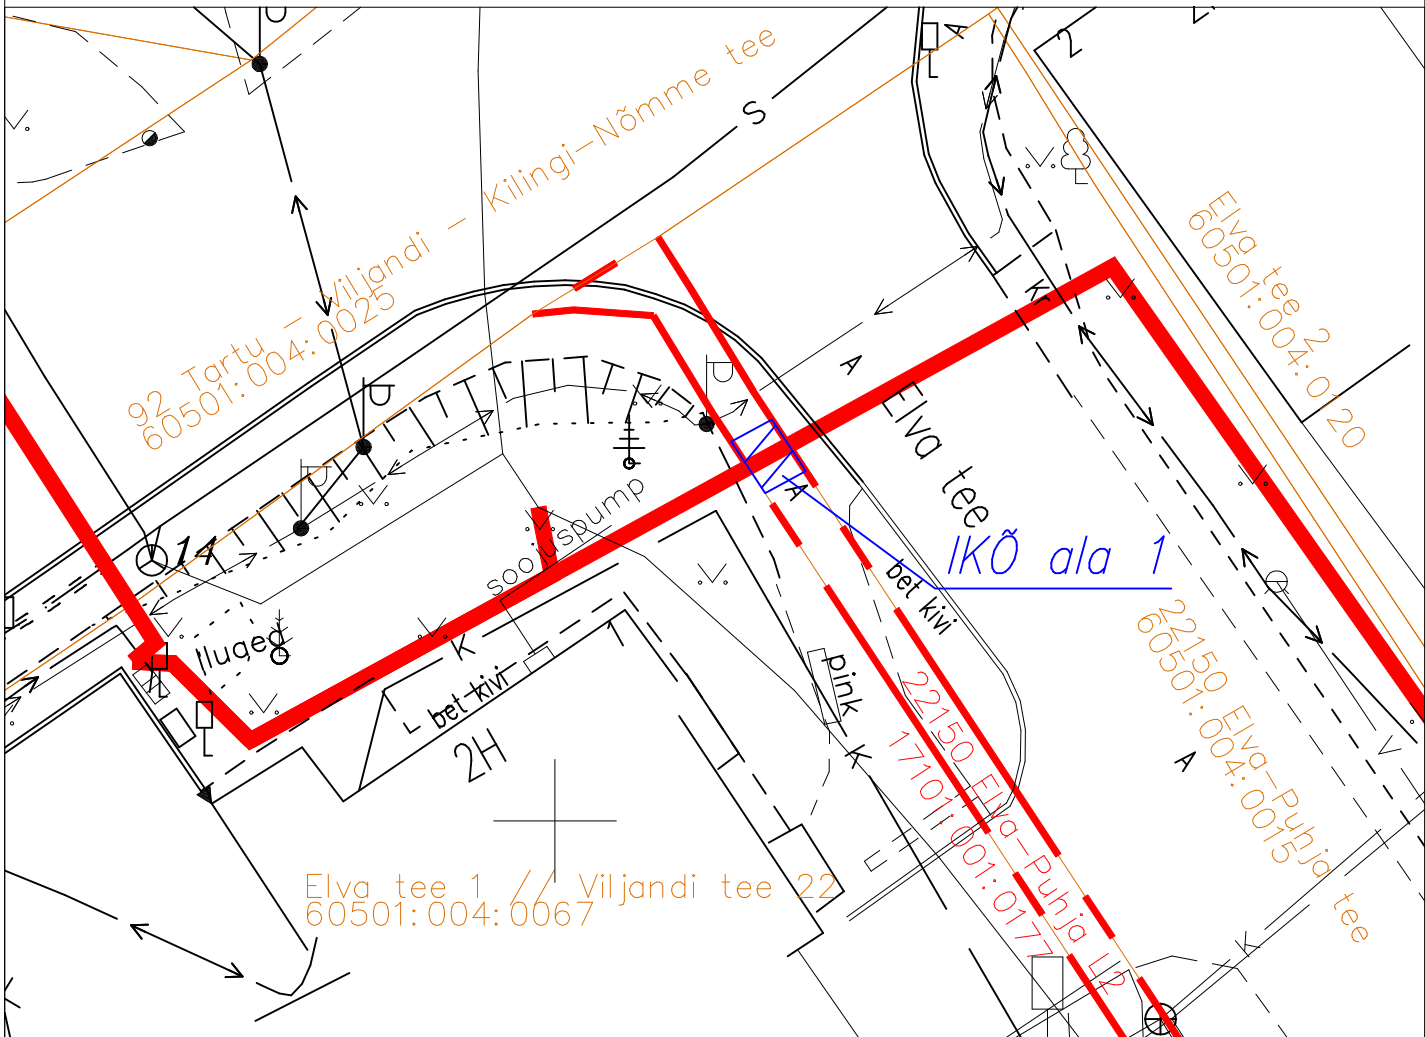 92 Tartu - Viljandi - Kilingi-Nõmme tee
60501:004:0025
S
2
Elva tee 2
60501:004:0120
A
Kr
A
A
Elva tee
A
IKÕ ala 1
soojuspump
14
bet kivi
lluged
K
bet kivi
2H
pink
K
22150 Elva-Puhja L2
17101:001:0177
22150 Elva-Puhja tee
60501:004:0015
A
Elva tee 1 // Viljandi tee 22
60501:004:0067